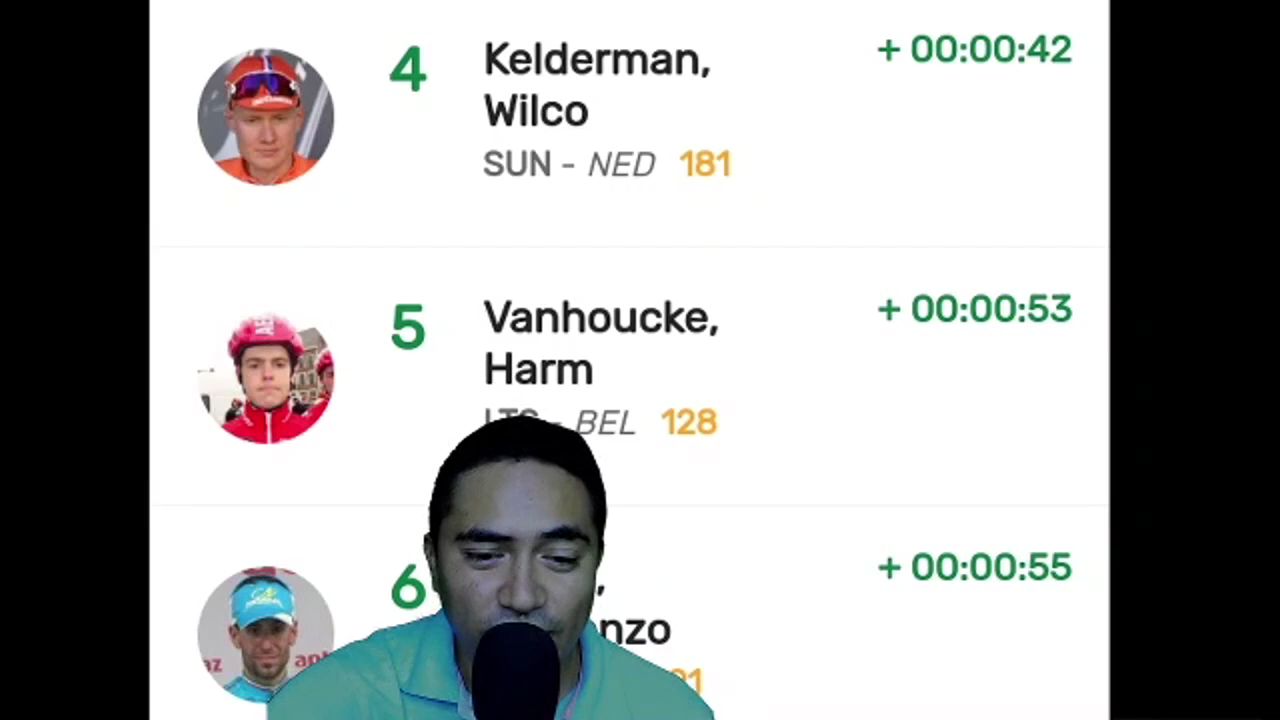 4
Kelderman,
Wilco
SUN - NED 181
+ 00:00:42
5
Vanhoucke,
Harm
BEL 128
+ 00:00:53
6
+ 00:00:55